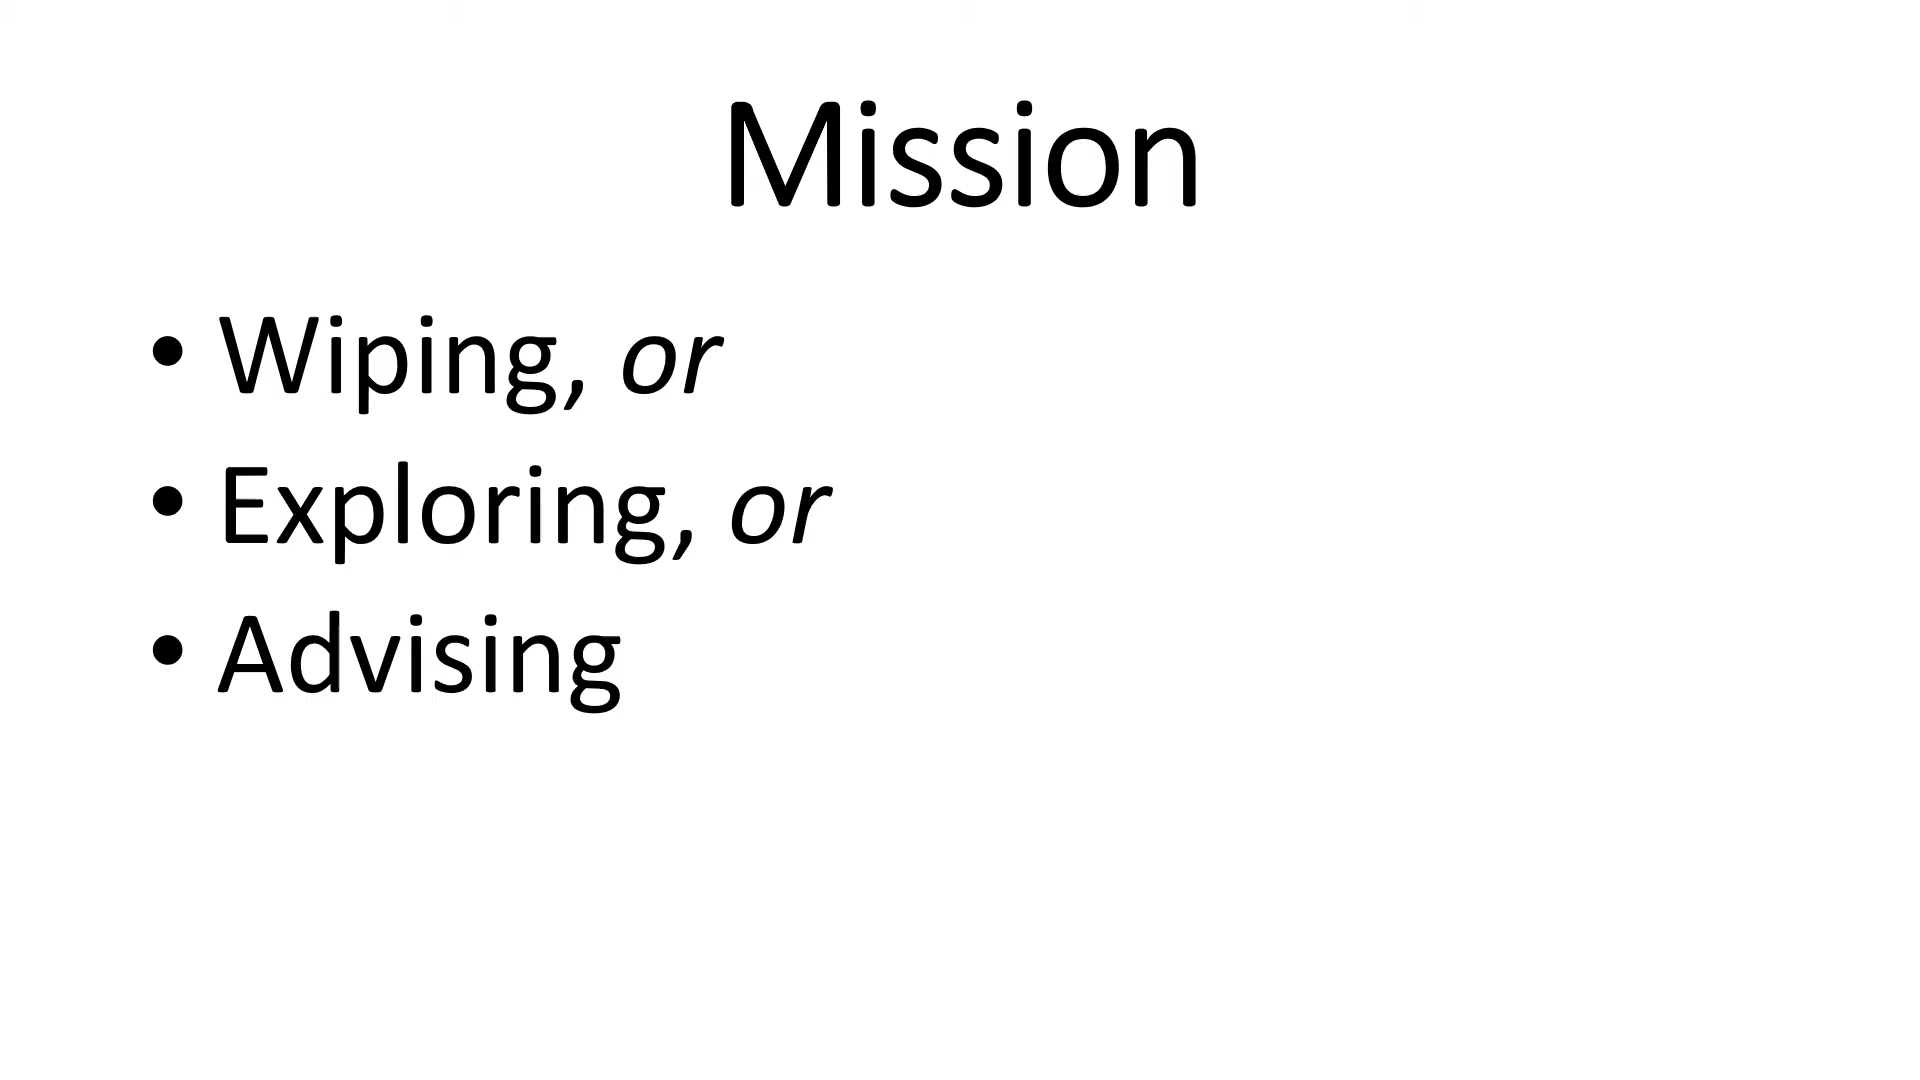 Mission
• Wiping, or
• Exploring, or
• Advising